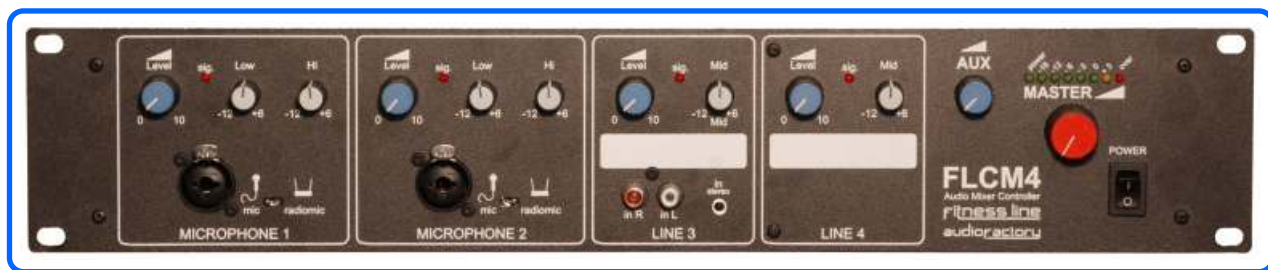 Level sig. Low Hi
0 10 -12 +6 -12 +6
mic radiomic
MICROPHONE 1
Level sig. Low Hi
0 10 -12 +6 -12 +6
mic radiomic
MICROPHONE 2
Level sig. Mid
0 10 -12 +6
Mid
in R in L in stereo
LINE 3
Level sig. Mid
0 10 -12 +6
LINE 4
AUX
MASTER
POWER
I
O
FLCM4
Audio Mixer Controller
fitness line
audiofactory